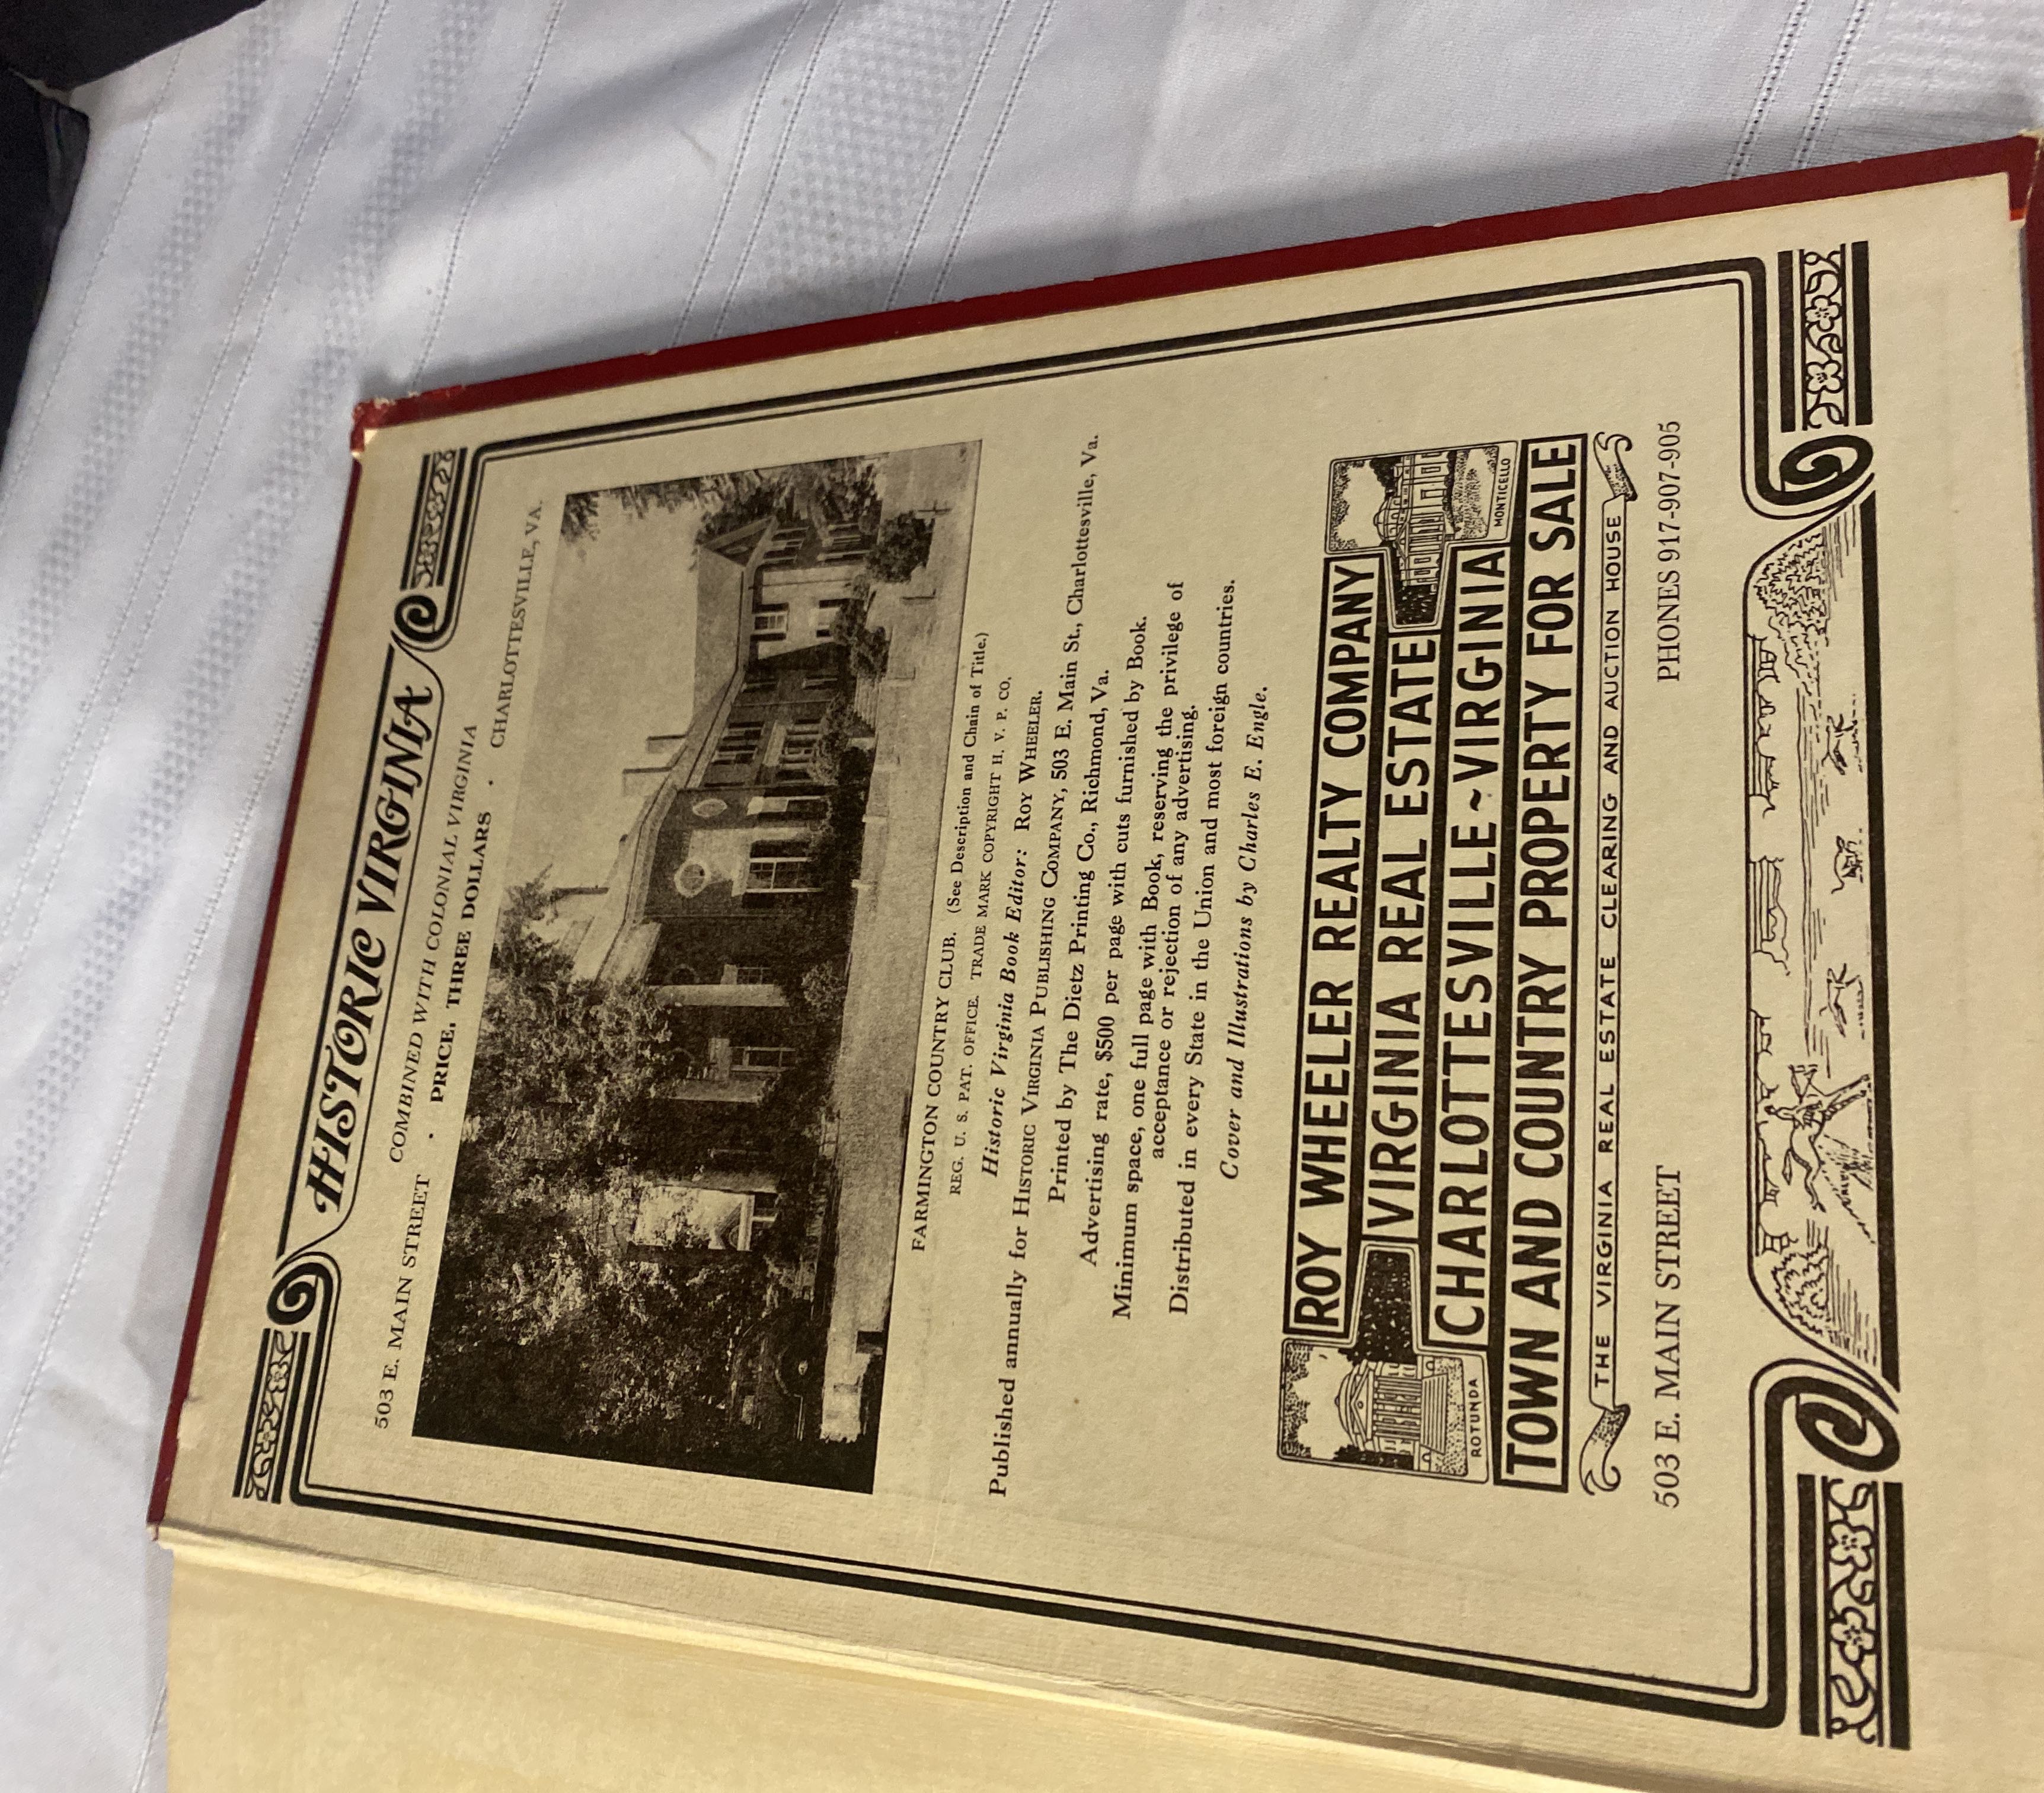 HISTORIC VIRGINIA
COMBINED WITH COLONIAL VIRGINIA
503 E. MAIN STREET · PRICE, THREE DOLLARS · CHARLOTTESVILLE, VA.
FARMINGTON COUNTRY CLUB. (See Description and Chain of Title.)
REG. U. S. PAT. OFFICE. TRADE MARK COPYRIGHT H. V. P. CO.
Historic Virginia Book Editor: ROY WHEELER.
Published annually for HISTORIC VIRGINIA PUBLISHING COMPANY, 503 E. Main St., Charlottesville, Va.
Printed by The Dietz Printing Co., Richmond, Va.
Advertising rate, $500 per page with cuts furnished by Book.
Minimum space, one full page with Book, reserving the privilege of
acceptance or rejection of any advertising.
Distributed in every State in the Union and most foreign countries.
Cover and Illustrations by Charles E. Engle.
ROY WHEELER REALTY COMPANY
VIRGINIA REAL ESTATE
MONTICELLO
CHARLOTTESVILLE ~ VIRGINIA
ROTUNDA
TOWN AND COUNTRY PROPERTY FOR SALE
THE VIRGINIA REAL ESTATE CLEARING AND AUCTION HOUSE
503 E. MAIN STREET PHONES 917-907-905